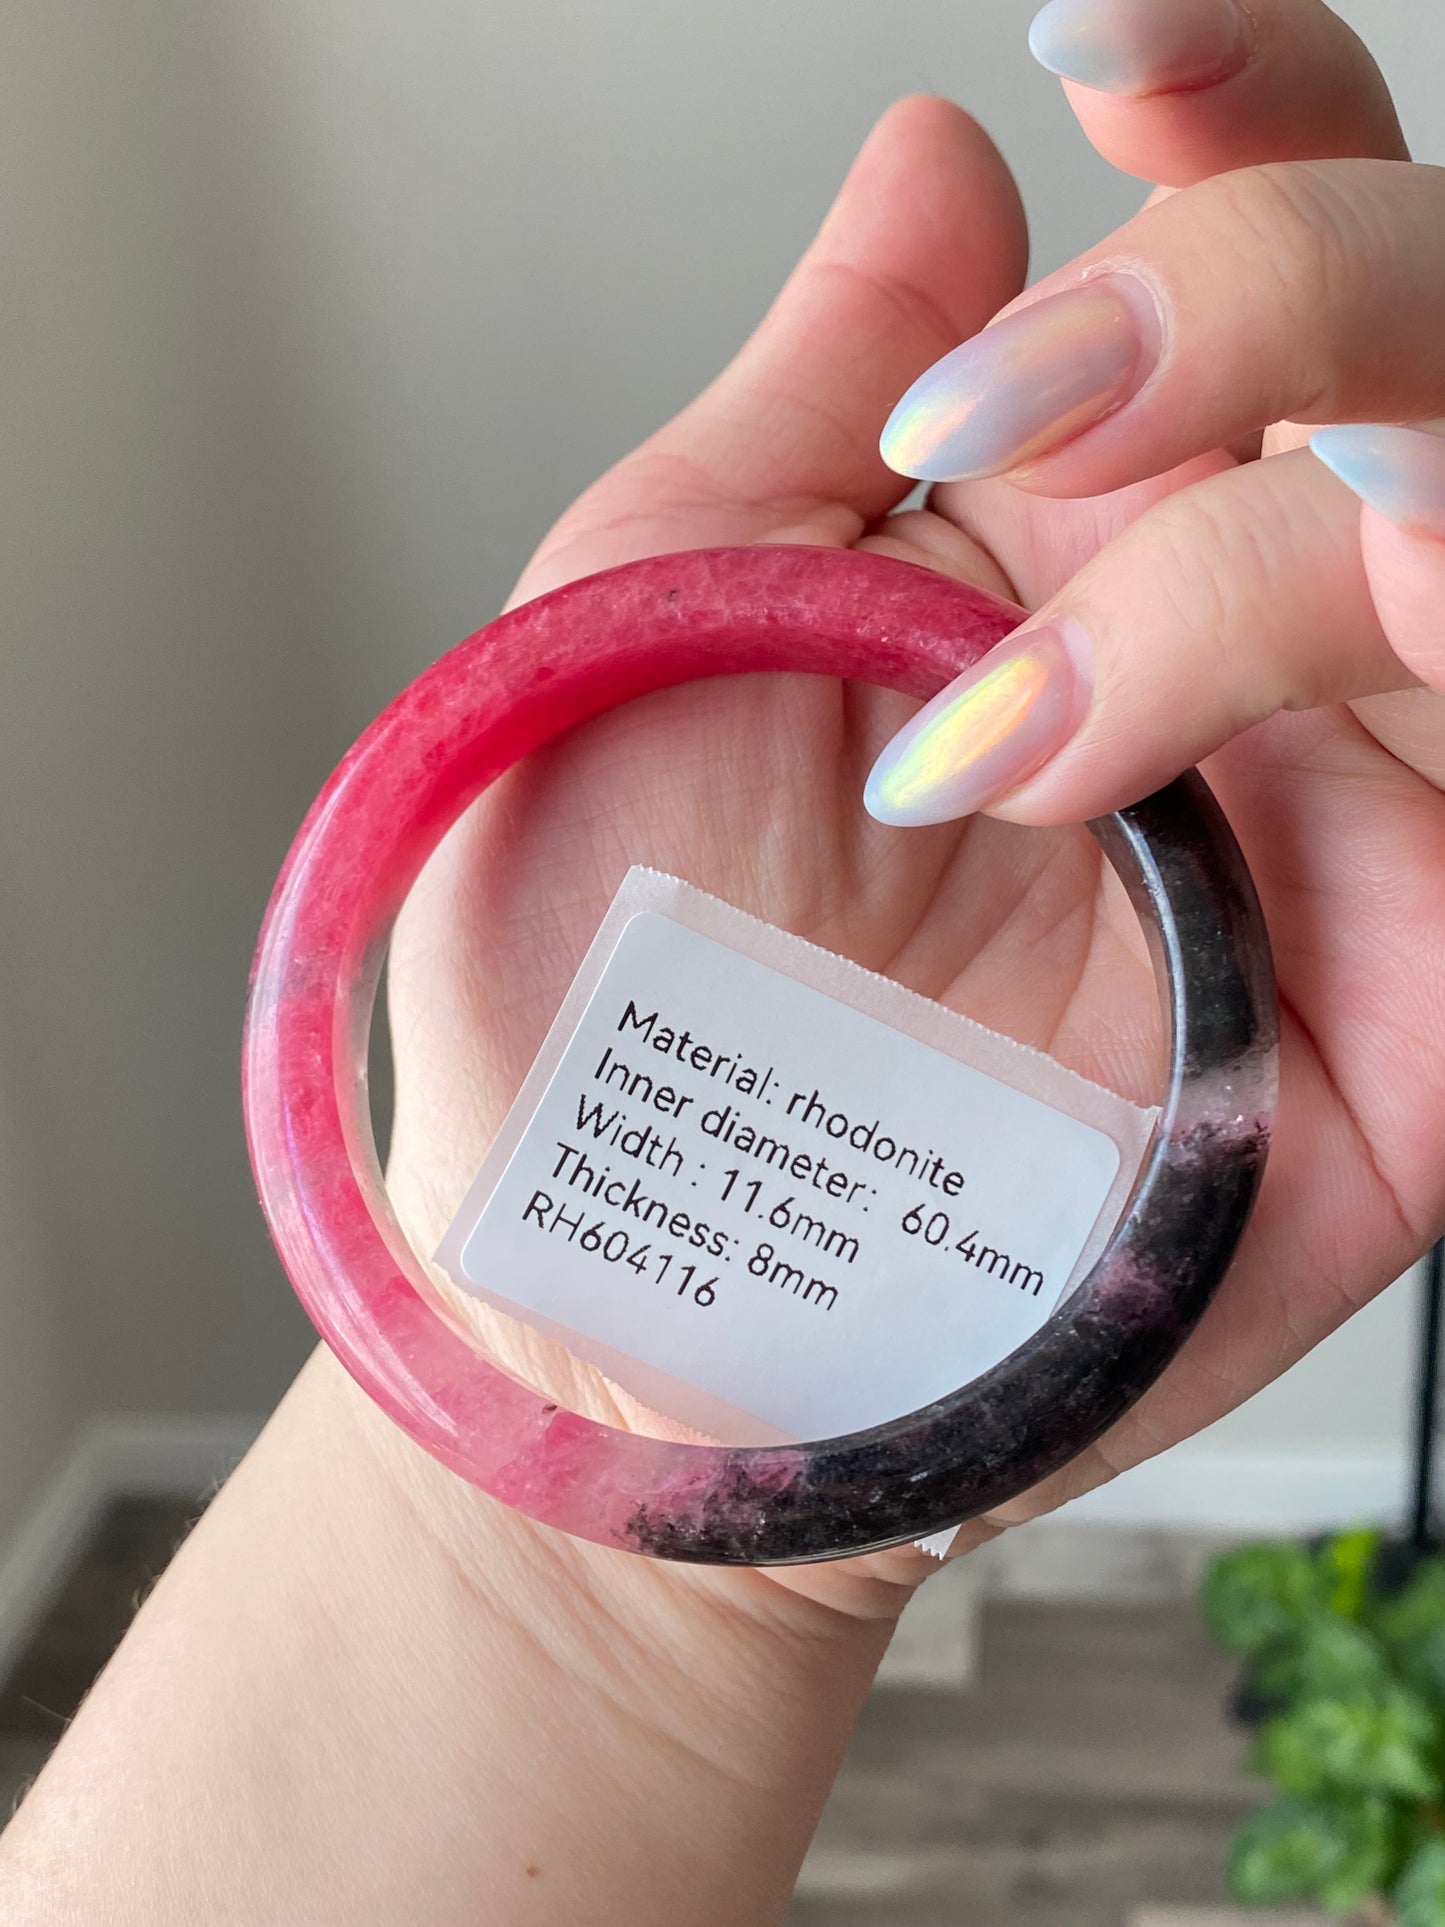 Material: rhodonite
Inner diameter: 60.4mm
Width : 11.6mm
Thickness: 8mm
RH604116